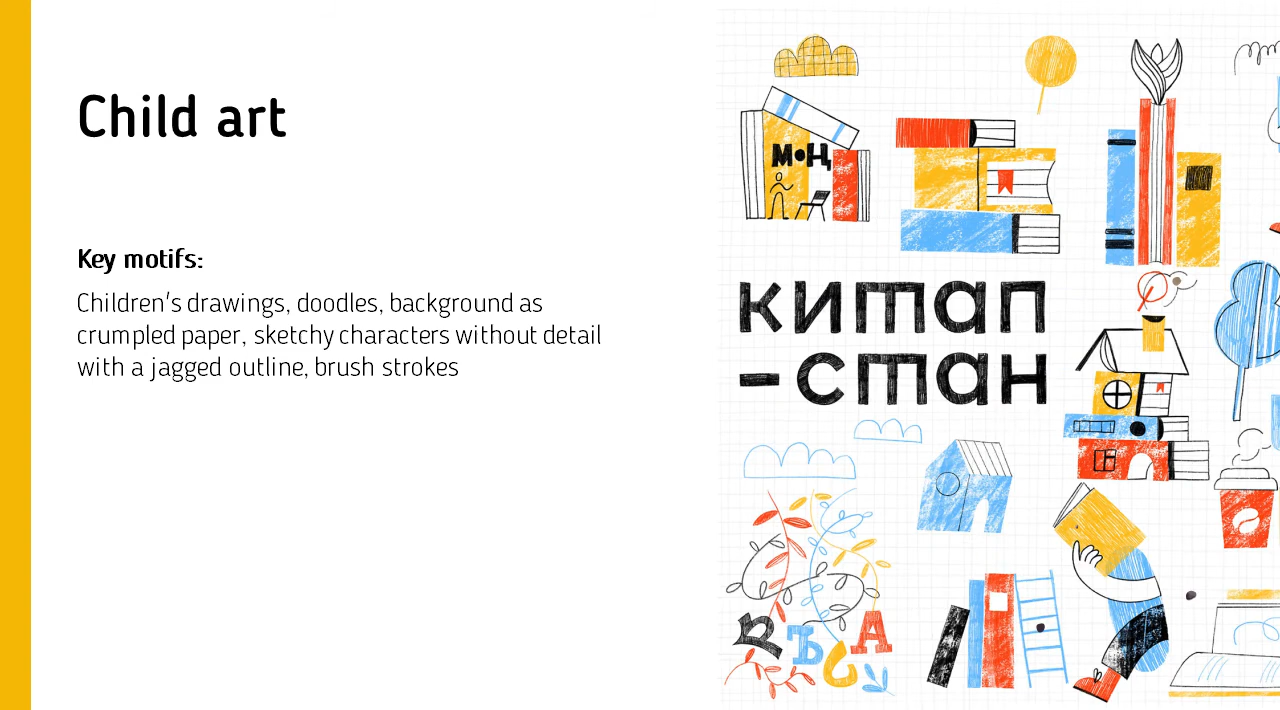 Child art
Key motifs:
Children's drawings, doodles, background as
crumpled paper, sketchy characters without detail
with a jagged outline, brush strokes
М•Ң
китап
-стан
Ъ
А